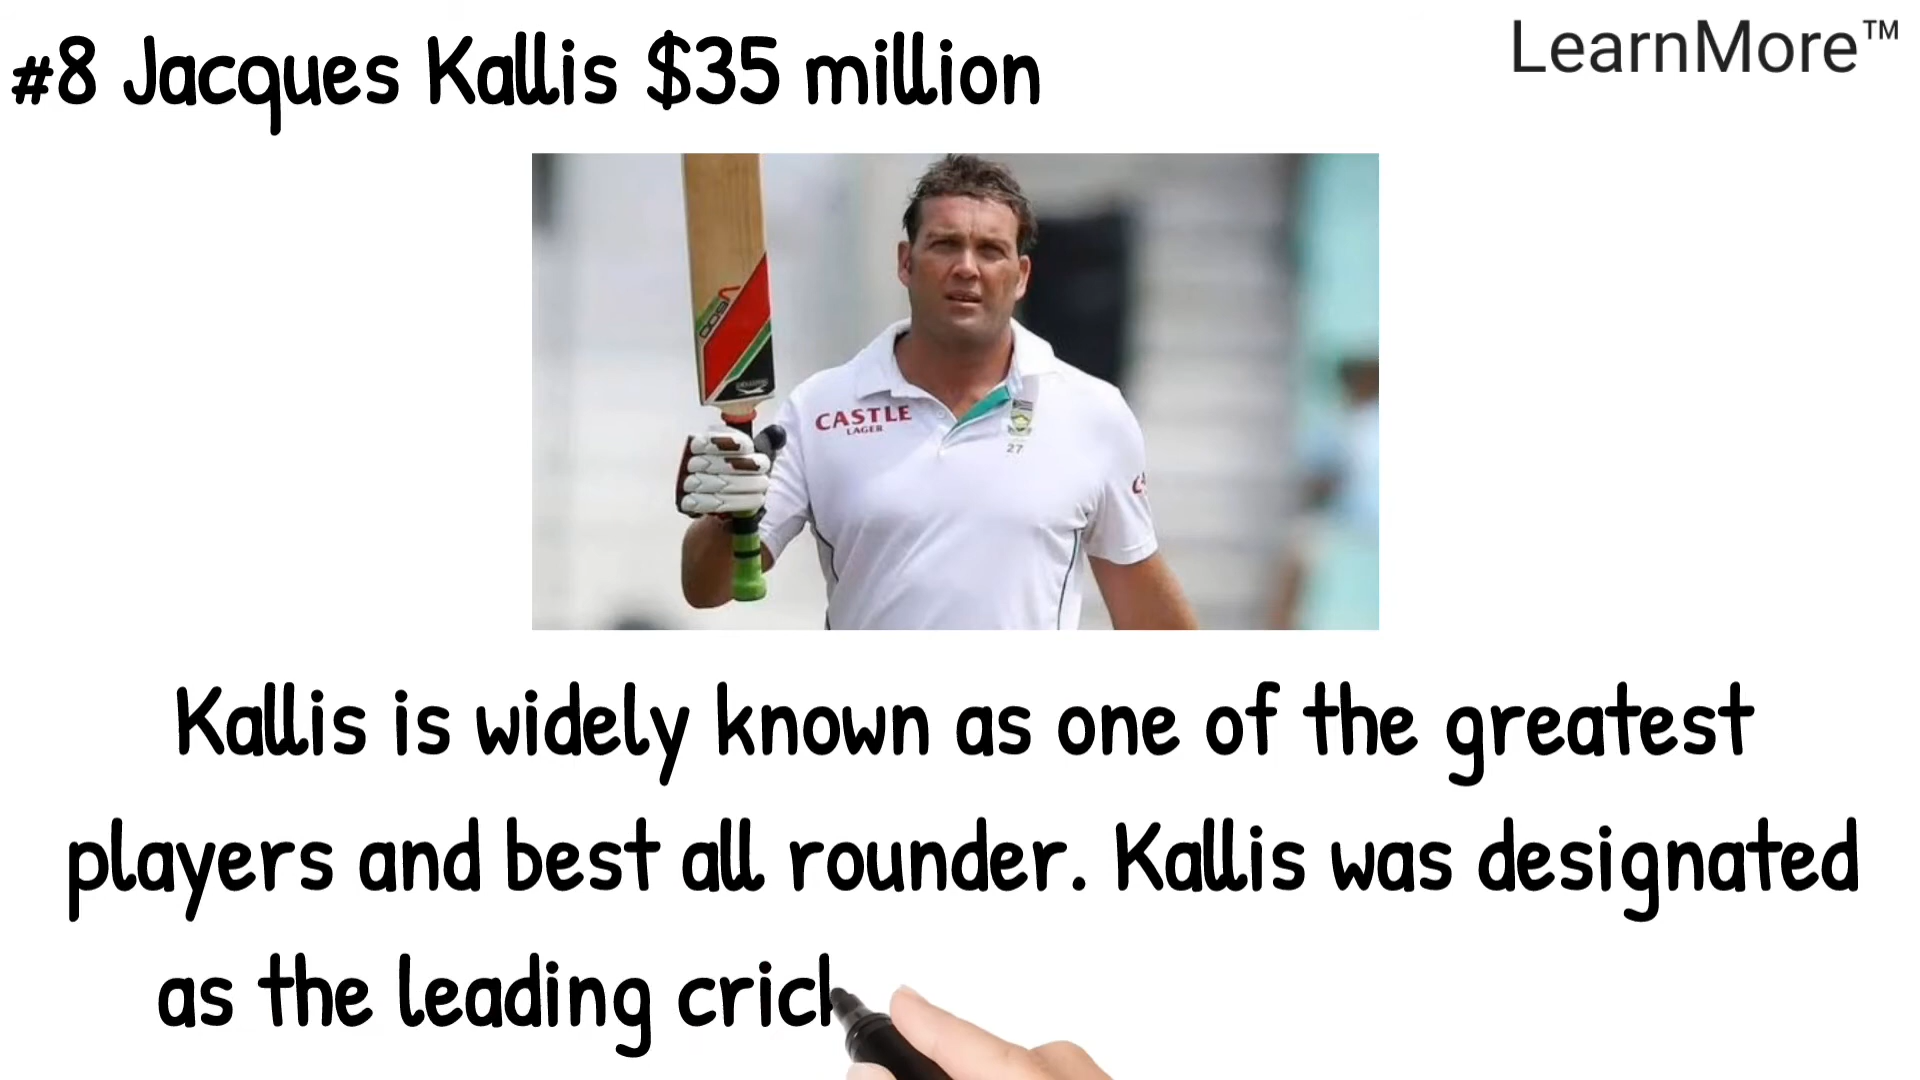 #8 Jacques Kallis $35 million
LearnMore™
CASTLE
LAGER
27
Kallis is widely known as one of the greatest
players and best all rounder. Kallis was designated
as the leading